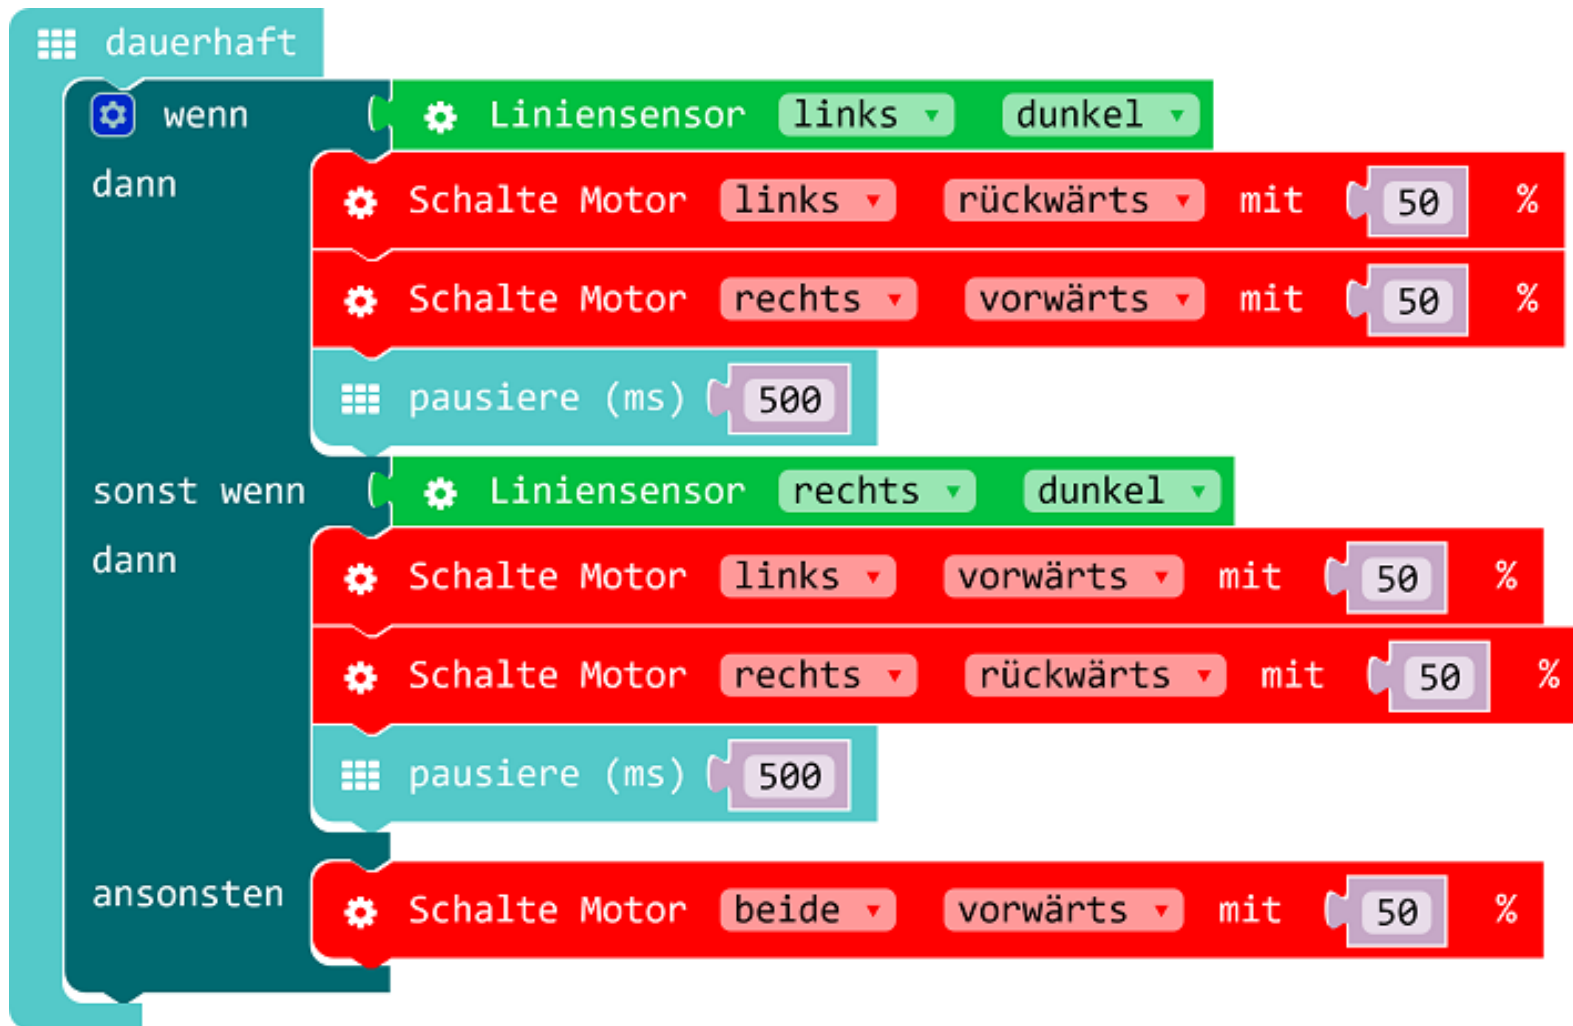 dauerhaft
wenn Liniensensor links dunkel
dann Schalte Motor links rückwärts mit 50 %
Schalte Motor rechts vorwärts mit 50 %
pausiere (ms) 500
sonst wenn Liniensensor rechts dunkel
dann Schalte Motor links vorwärts mit 50 %
Schalte Motor rechts rückwärts mit 50 %
pausiere (ms) 500
ansonsten Schalte Motor beide vorwärts mit 50 %